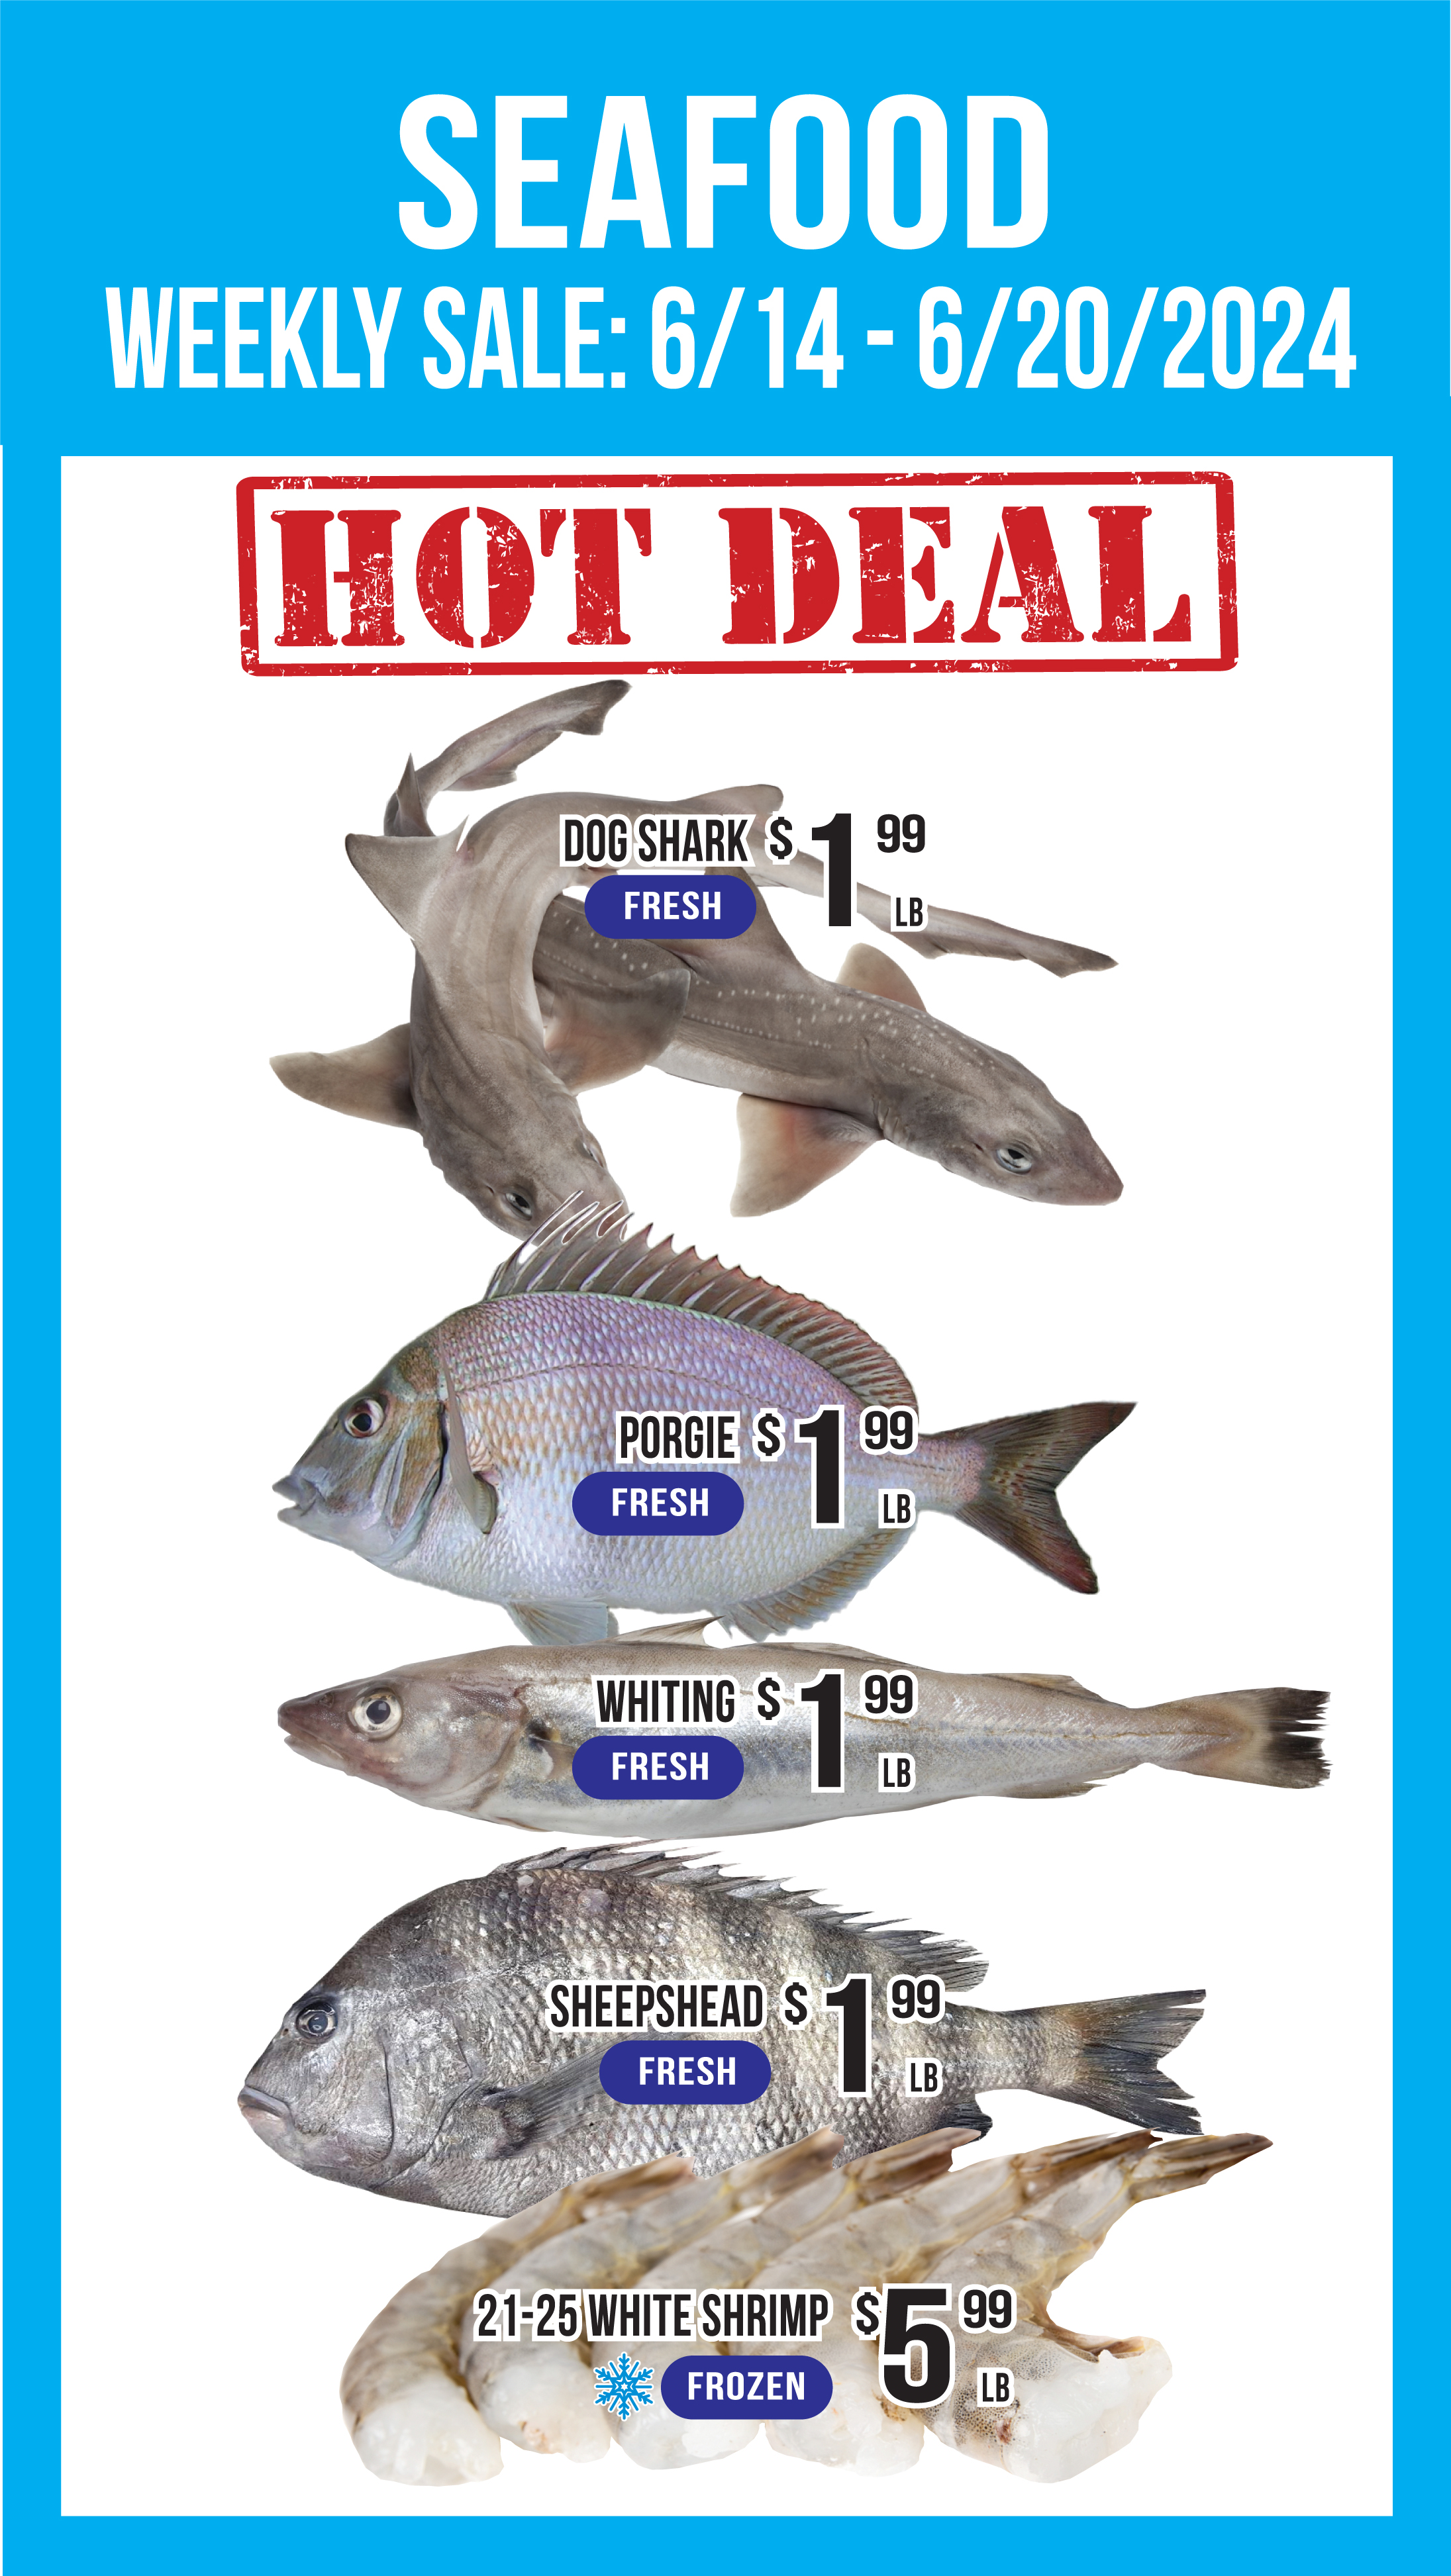 SEAFOOD
WEEKLY SALE: 6/14 - 6/20/2024
HOT DEAL
DOG SHARK $1 99
FRESH LB
PORGIE $1 99
FRESH LB
WHITING $1 99
FRESH LB
SHEEPSHEAD $1 99
FRESH LB
21-25 WHITE SHRIMP $5 99
FROZEN LB